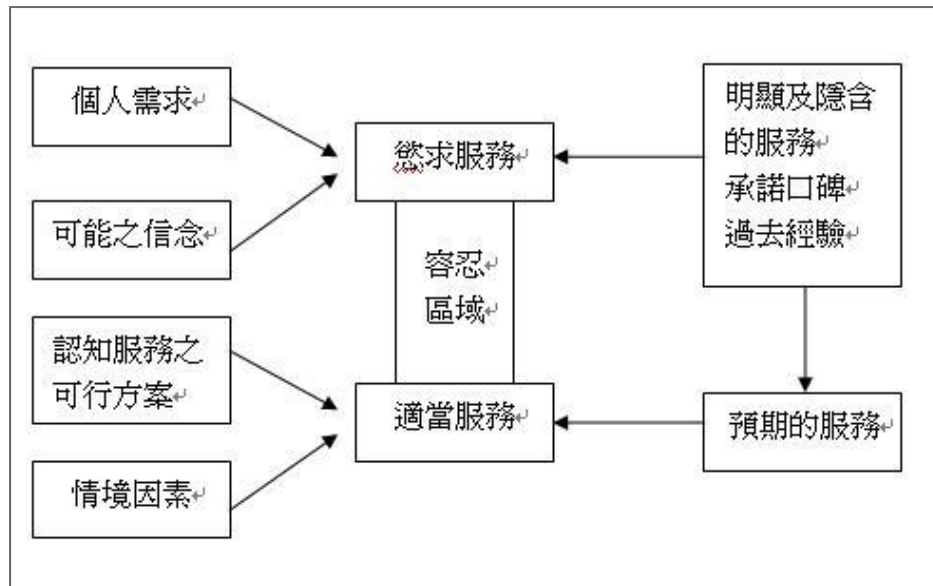 個人需求
可能之信念
認知服務之
可行方案
情境因素
慾求服務
容忍
區域
適當服務
明顯及隱含
的服務
承諾口碑
過去經驗
預期的服務